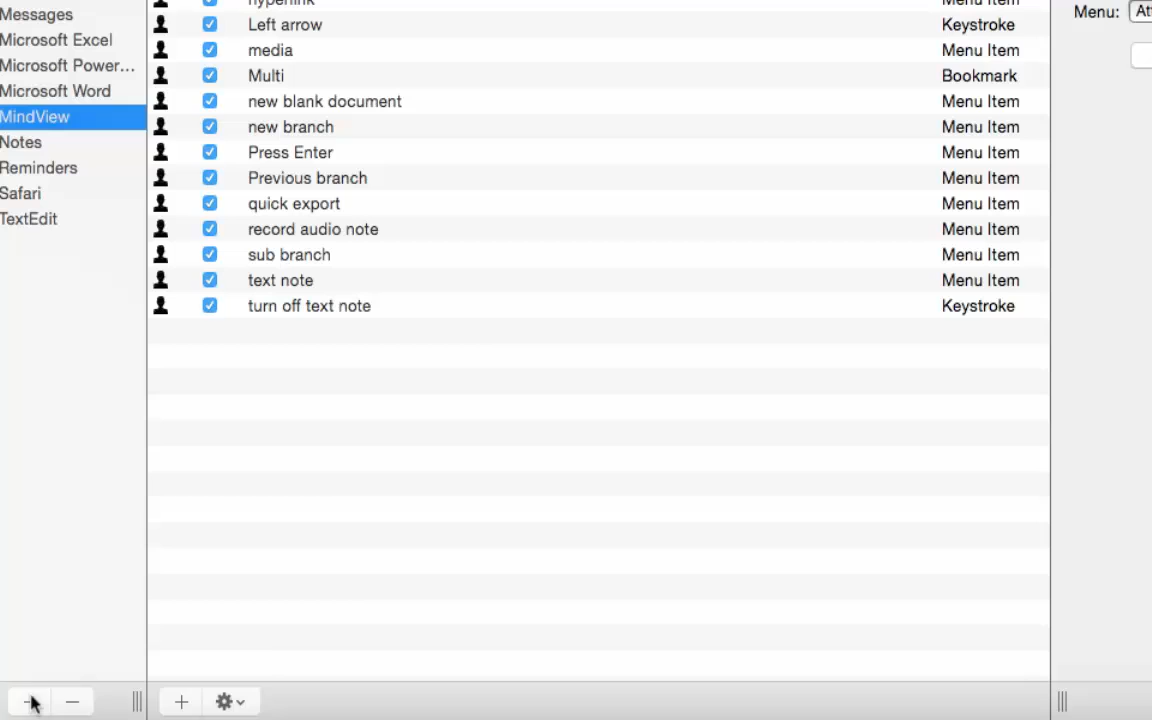 Messages
Microsoft Excel
Microsoft Power...
Microsoft Word
MindView
Notes
Reminders
Safari
TextEdit
hyperlink Menu Item
Left arrow Keystroke
media Menu Item
Multi Bookmark
new blank document Menu Item
new branch Menu Item
Press Enter Menu Item
Previous branch Menu Item
quick export Menu Item
record audio note Menu Item
sub branch Menu Item
text note Menu Item
turn off text note Keystroke
Menu: